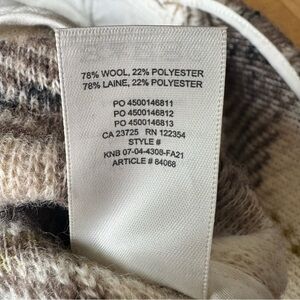 78% WOOL, 22% POLYESTER
78% LAINE, 22% POLYESTER
PO 4500146811
PO 4500146812
PO 4500146813
CA 23725 RN 122354
STYLE #
KNB 07-04-4308-FA21
ARTICLE # 84068